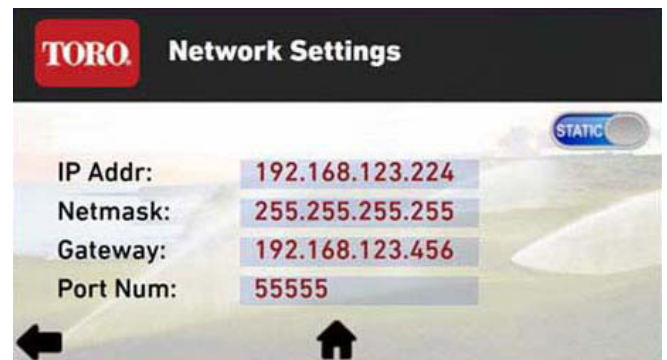 TORO. Network Settings
STATIC
IP Addr: 192.168.123.224
Netmask: 255.255.255.255
Gateway: 192.168.123.456
Port Num: 55555